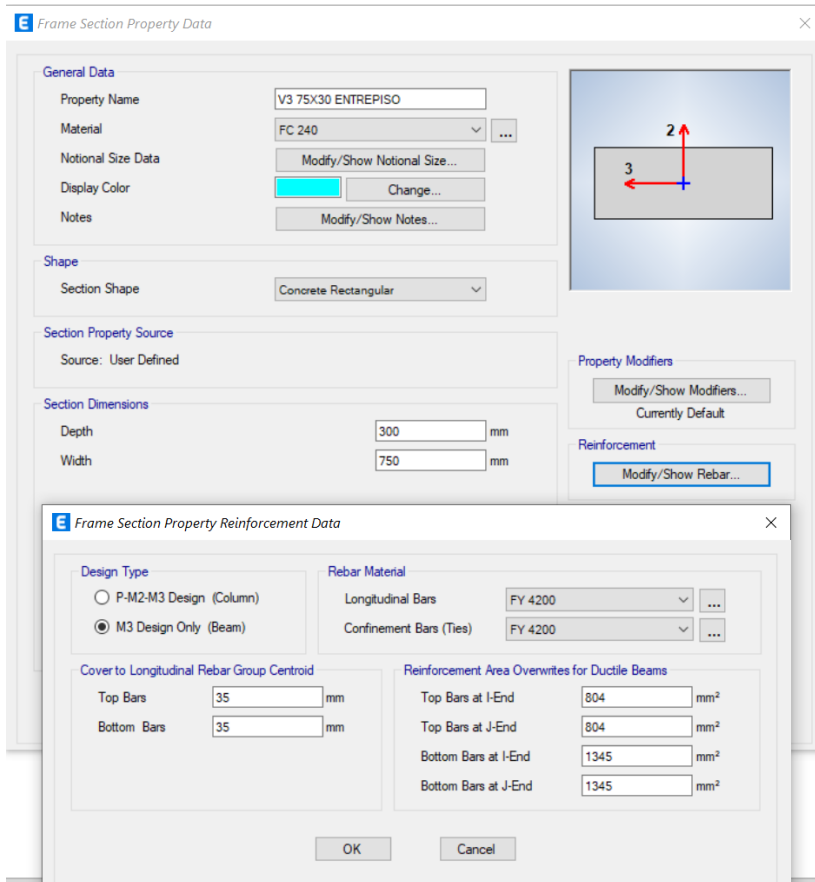 E Frame Section Property Data
General Data
Property Name V3 75X30 ENTREPISO
Material FC 240 ...
Notional Size Data Modify/Show Notional Size...
Display Color Change...
Notes Modify/Show Notes...
2
3
Shape
Section Shape Concrete Rectangular
Section Property Source
Source: User Defined
Property Modifiers
Modify/Show Modifiers...
Currently Default
Section Dimensions
Depth 300 mm
Width 750 mm
Reinforcement
Modify/Show Rebar...
E Frame Section Property Reinforcement Data
Design Type
P-M2-M3 Design (Column)
M3 Design Only (Beam)
Rebar Material
Longitudinal Bars FY 4200 ...
Confinement Bars (Ties) FY 4200 ...
Cover to Longitudinal Rebar Group Centroid
Top Bars 35 mm
Bottom Bars 35 mm
Reinforcement Area Overwrites for Ductile Beams
Top Bars at I-End 804 mm²
Top Bars at J-End 804 mm²
Bottom Bars at I-End 1345 mm²
Bottom Bars at J-End 1345 mm²
OK Cancel